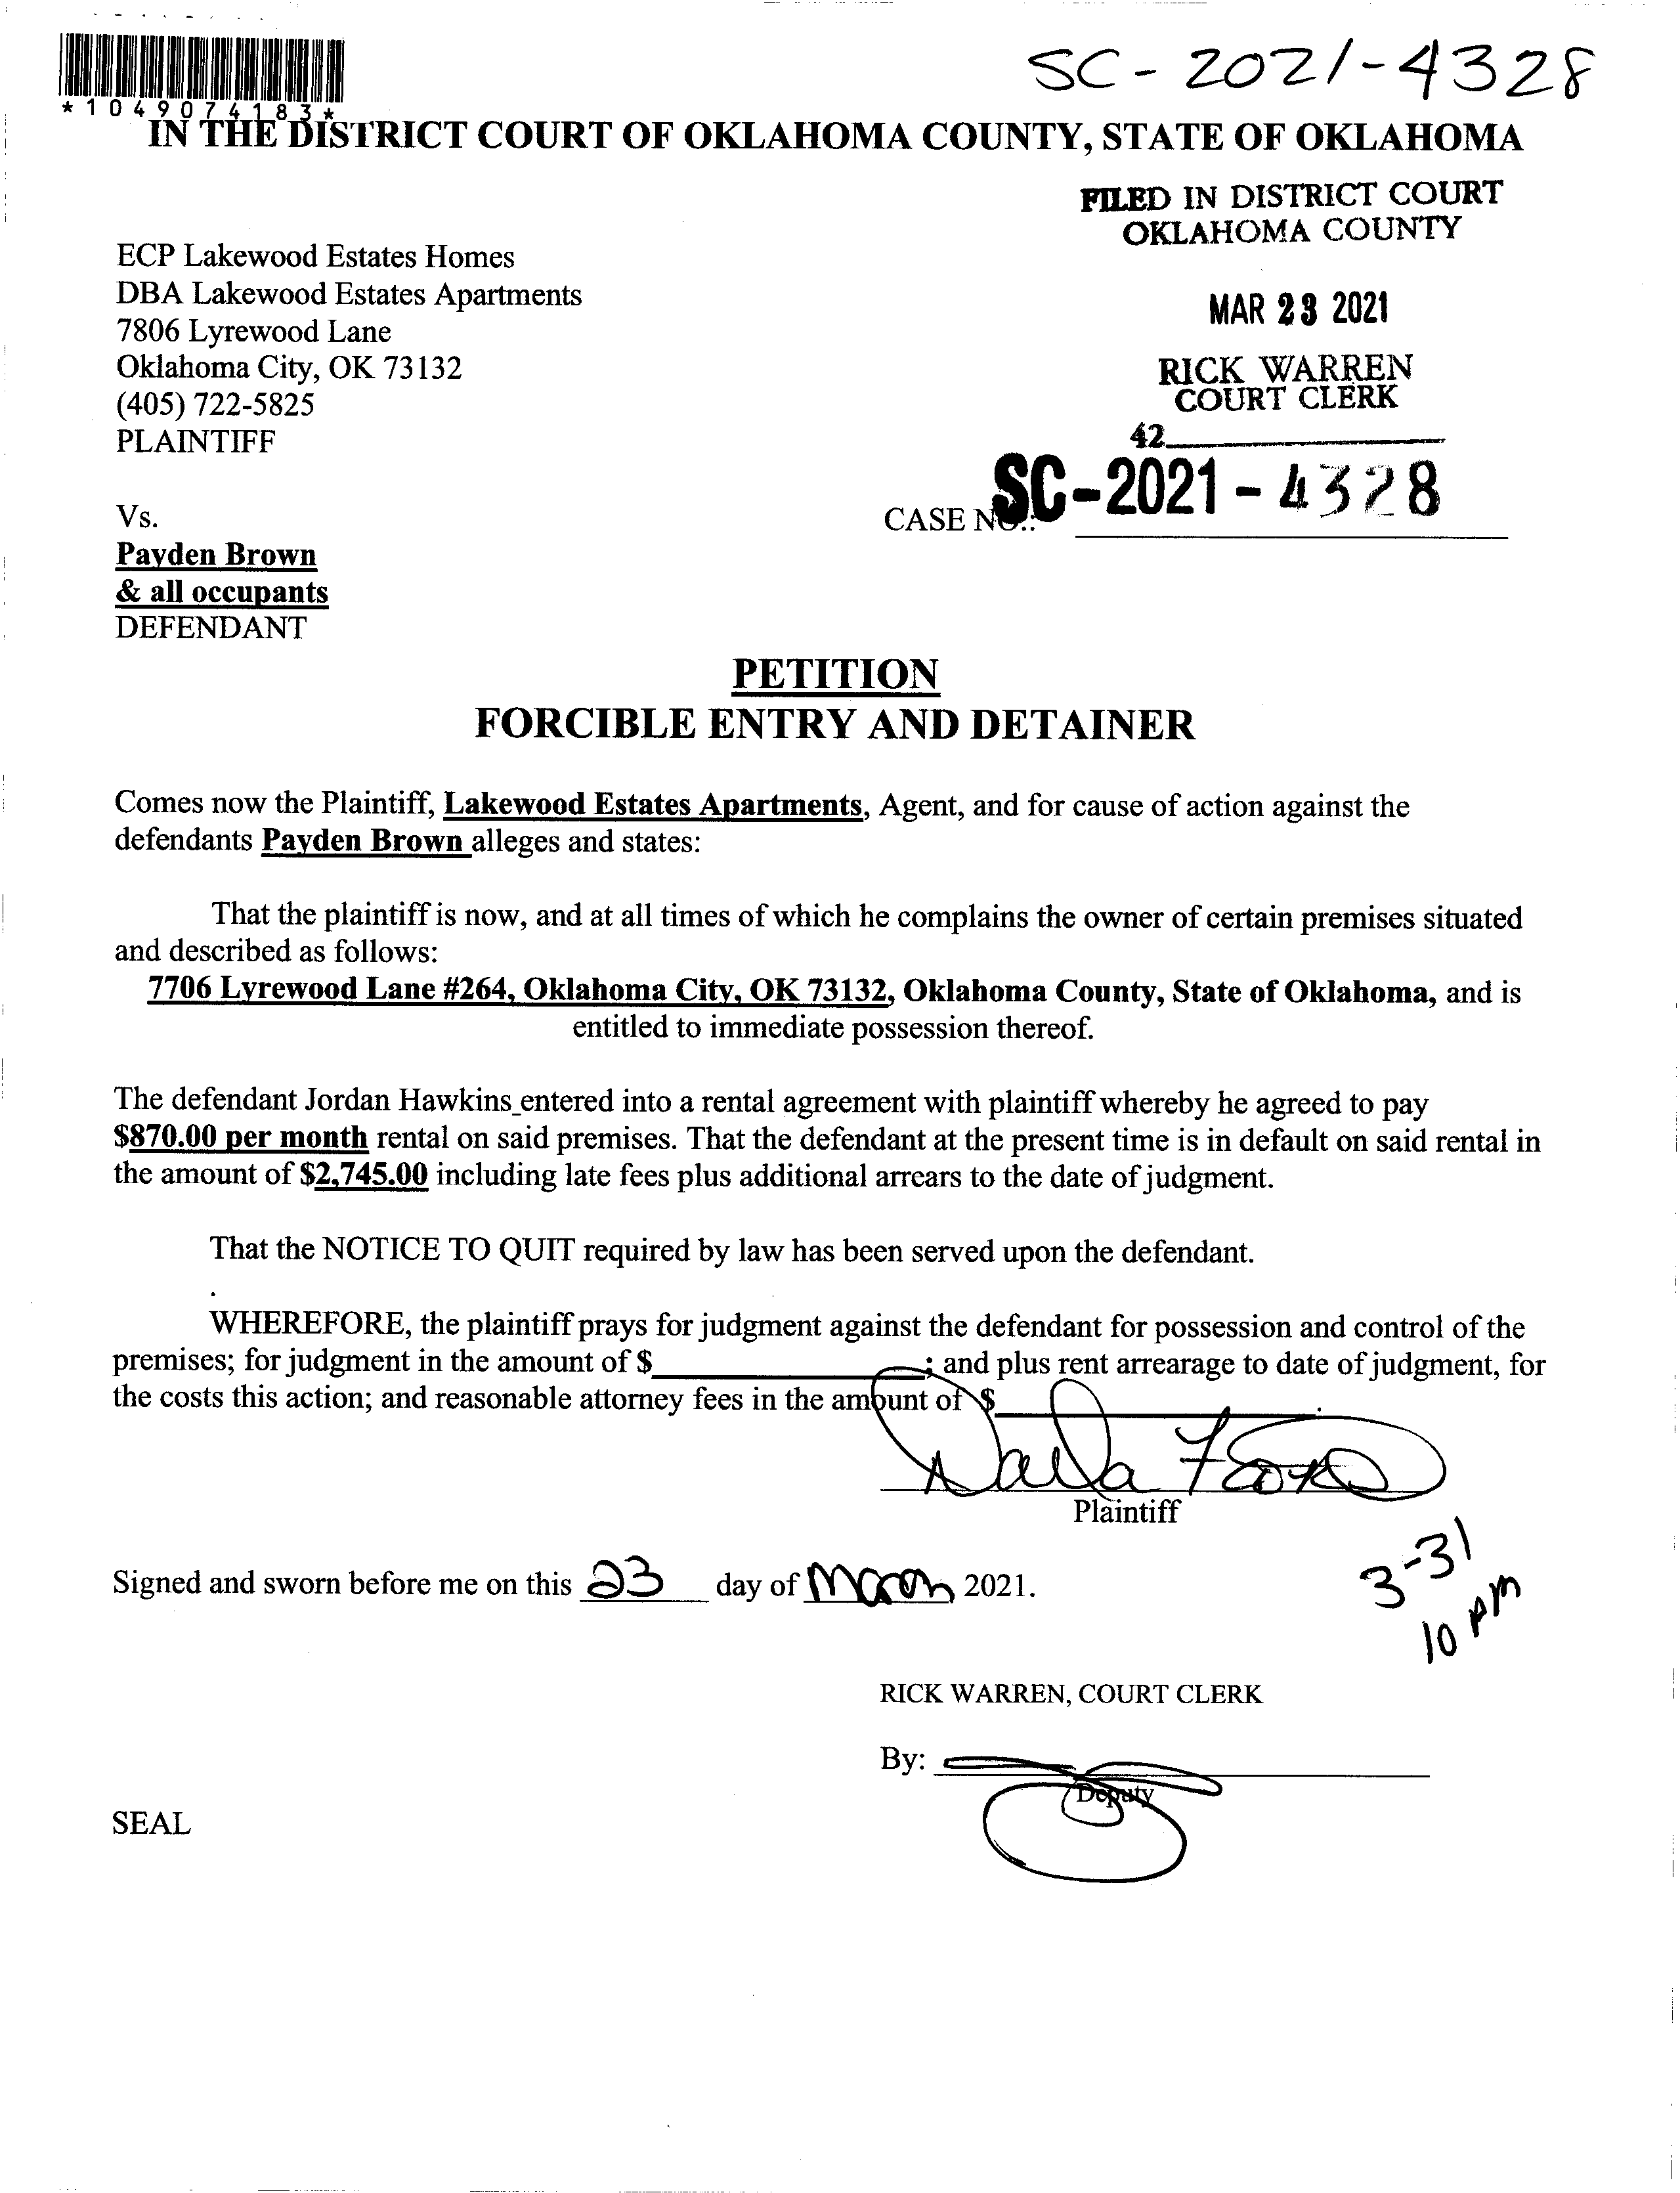 SC-2021-4328
*1049074183*
IN THE DISTRICT COURT OF OKLAHOMA COUNTY, STATE OF OKLAHOMA
FILED IN DISTRICT COURT
OKLAHOMA COUNTY
MAR 23 2021
RICK WARREN
COURT CLERK
42
ECP Lakewood Estates Homes
DBA Lakewood Estates Apartments
7806 Lyrewood Lane
Oklahoma City, OK 73132
(405) 722-5825
PLAINTIFF
Vs.
CASE NO.: SC-2021-4328
Payden Brown
& all occupants
DEFENDANT
PETITION
FORCIBLE ENTRY AND DETAINER
Comes now the Plaintiff, Lakewood Estates Apartments, Agent, and for cause of action against the
defendants Payden Brown alleges and states:
That the plaintiff is now, and at all times of which he complains the owner of certain premises situated
and described as follows:
7706 Lyrewood Lane #264, Oklahoma City, OK 73132, Oklahoma County, State of Oklahoma, and is
entitled to immediate possession thereof.
The defendant Jordan Hawkins entered into a rental agreement with plaintiff whereby he agreed to pay
$870.00 per month rental on said premises. That the defendant at the present time is in default on said rental in
the amount of $2,745.00 including late fees plus additional arrears to the date of judgment.
That the NOTICE TO QUIT required by law has been served upon the defendant.
WHEREFORE, the plaintiff prays for judgment against the defendant for possession and control of the
premises; for judgment in the amount of $ ; and plus rent arrearage to date of judgment, for
the costs this action; and reasonable attorney fees in the amount of $ .
Plaintiff
3-31
10 AM
Signed and sworn before me on this 23 day of March 2021.
RICK WARREN, COURT CLERK
By:
Deputy
SEAL